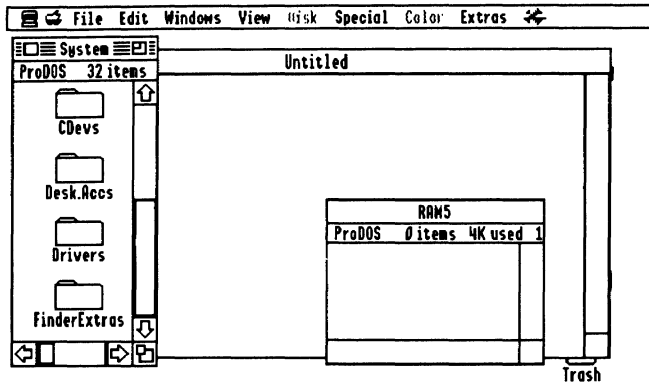 File Edit Windows View Disk Special Color Extras
System
ProDOS 32 items
CDevs
Desk.Accs
Drivers
FinderExtras
Untitled
RAM5
ProDOS 0 items 4K used 1
Trash